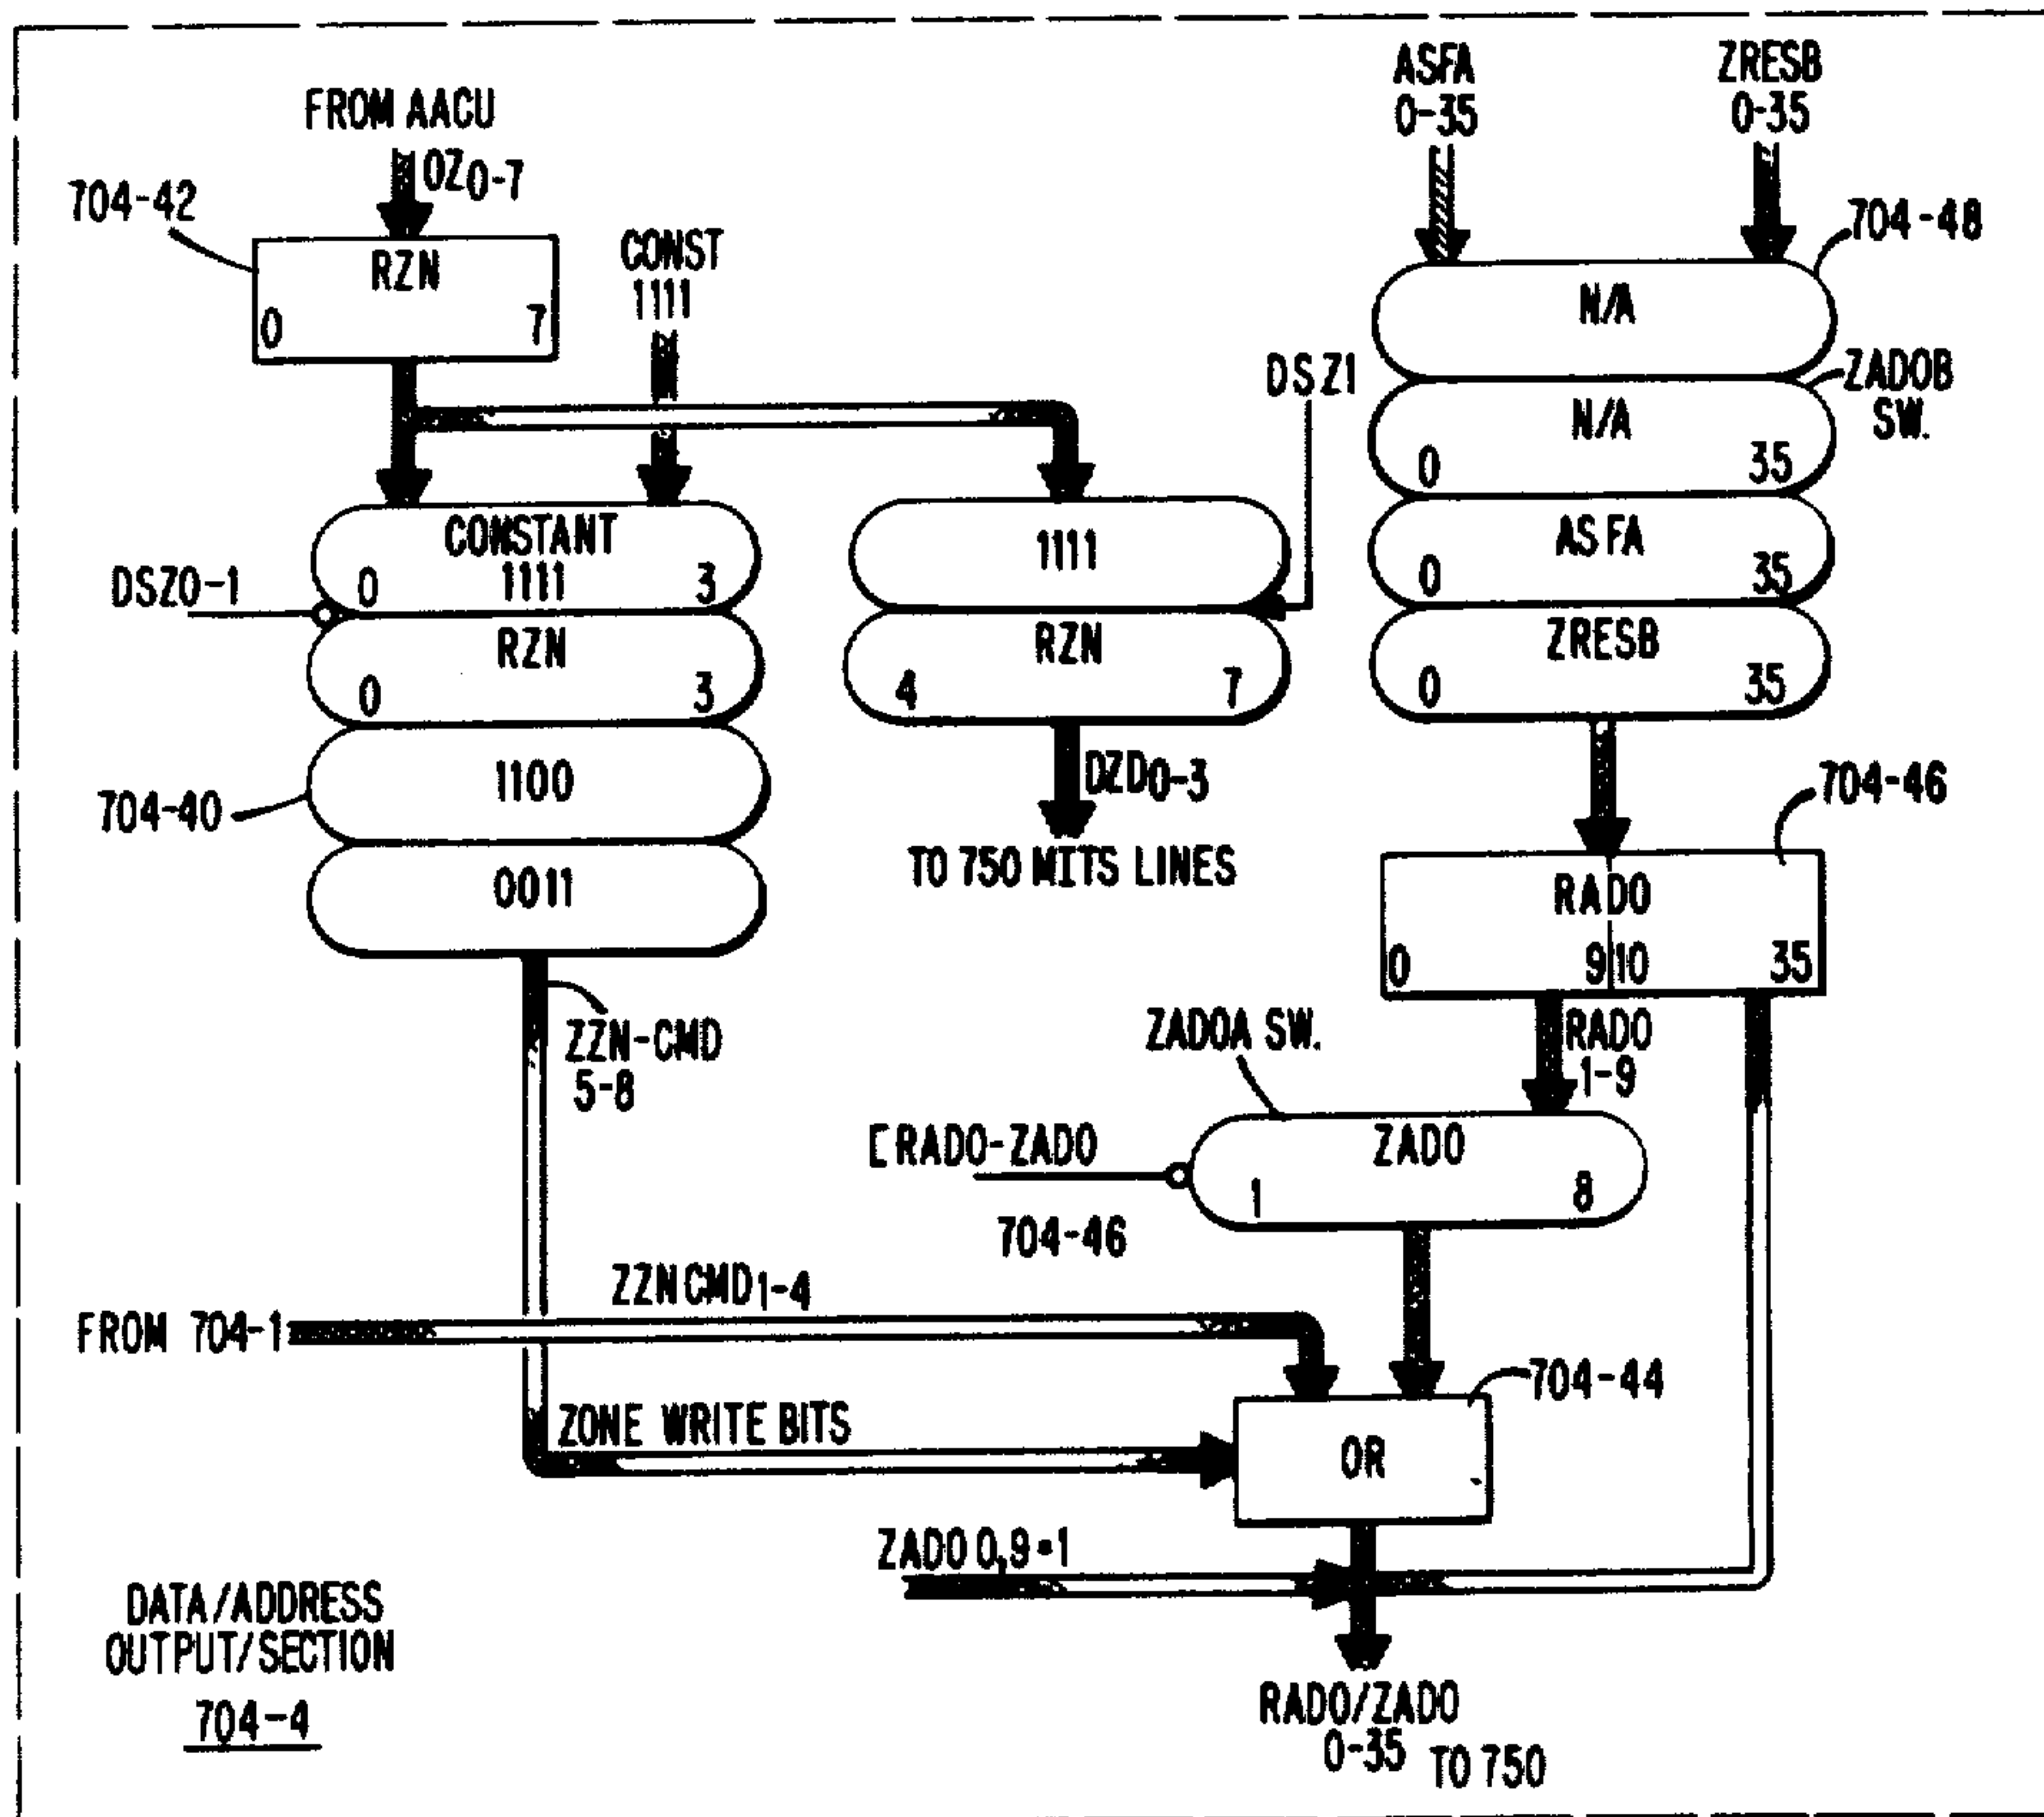 ASFA
0-35
ZRESB
0-35
FROM AACU
OZ0-7
704-42
RZN
0 7
CONST
1111
704-48
N/A
DSZ1
ZADOB
SW.
N/A
0 35
CONSTANT
1111
0 3
1111
ASFA
0 35
DSZ0-1
RZN
0 3
RZN
4 7
ZRESB
0 35
1100
704-40
DZD0-3
704-46
TO 750 MITS LINES
0011
RADO
0 9 10 35
ZZN-CMD
5-8
ZADOA SW.
RADO
1-9
[RADO-ZADO
ZADO
1 8
704-46
ZZN CMD1-4
FROM 704-1
704-44
ZONE WRITE BITS
OR
ZADO 0,9=1
DATA/ADDRESS
OUTPUT/SECTION
704-4
RADO/ZADO
0-35 TO 750